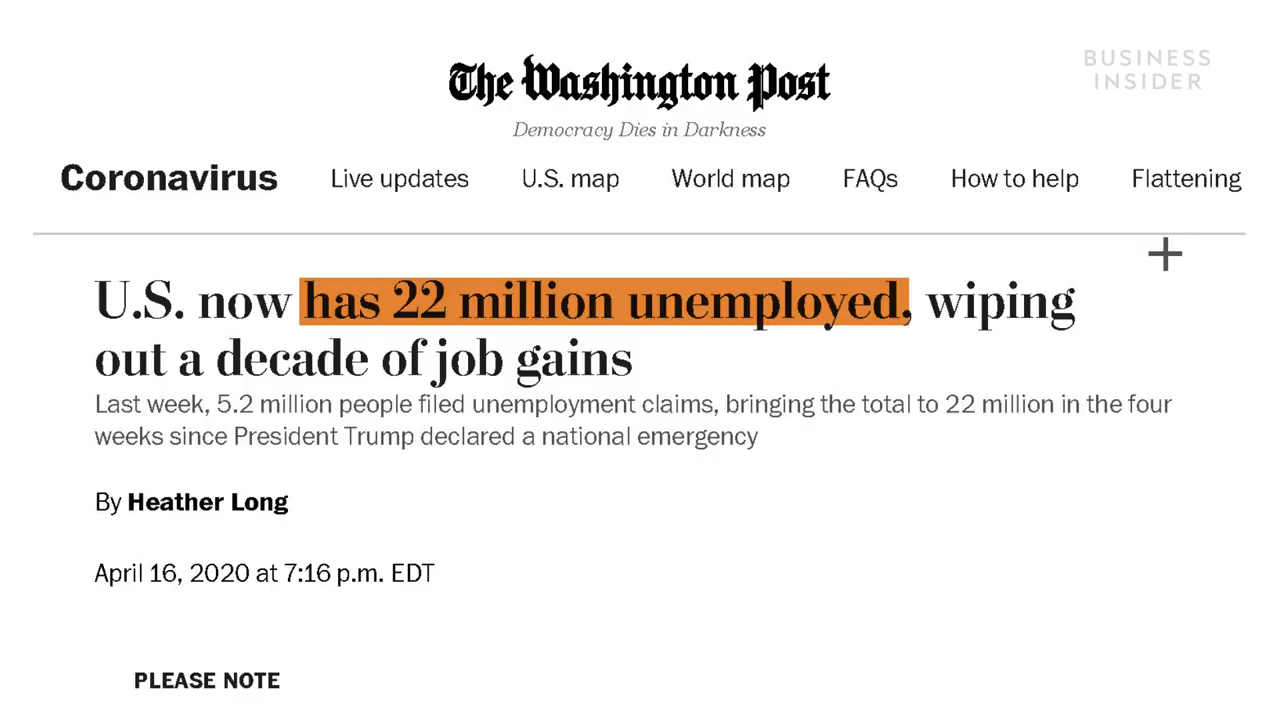 BUSINESS
INSIDER
The Washington Post
Democracy Dies in Darkness
Coronavirus Live updates U.S. map World map FAQs How to help Flattening
U.S. now has 22 million unemployed, wiping
out a decade of job gains
Last week, 5.2 million people filed unemployment claims, bringing the total to 22 million in the four
weeks since President Trump declared a national emergency
By Heather Long
April 16, 2020 at 7:16 p.m. EDT
PLEASE NOTE